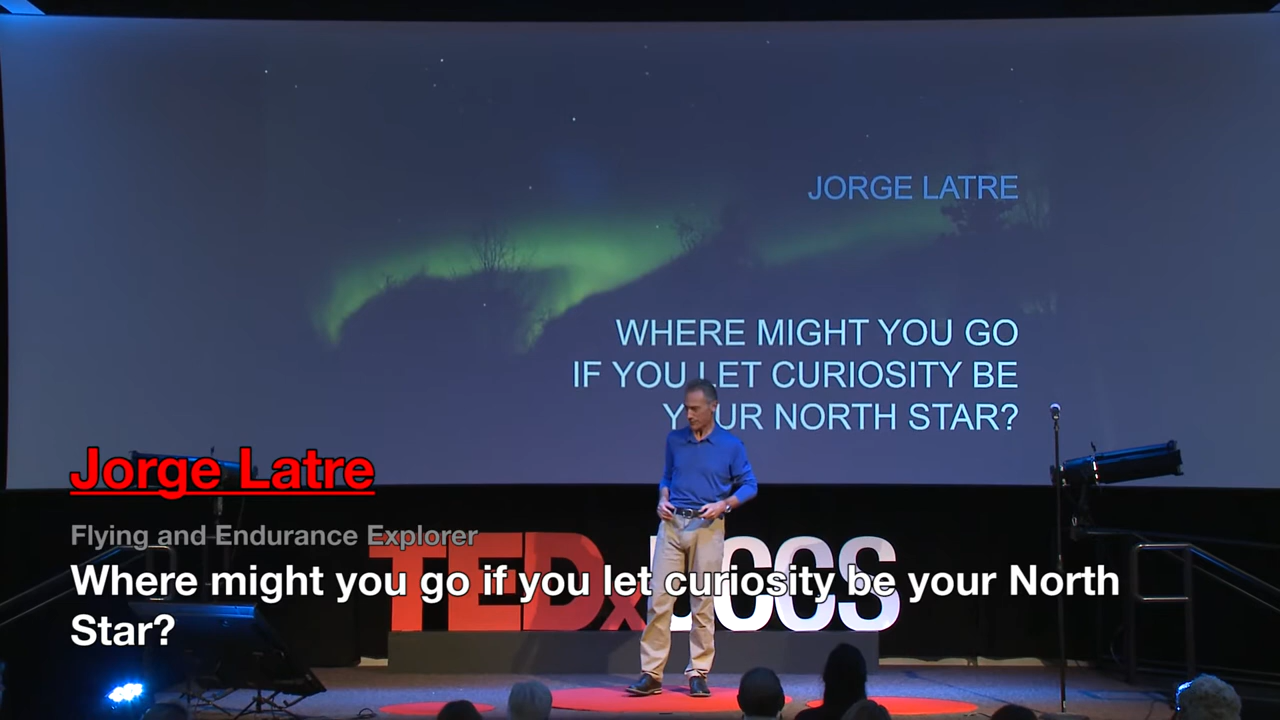 JORGE LATRE
WHERE MIGHT YOU GO
IF YOU LET CURIOSITY BE
YOUR NORTH STAR?
Jorge Latre
Flying and Endurance Explorer
Where might you go if you let curiosity be your North
Star?
TEDxUCCS